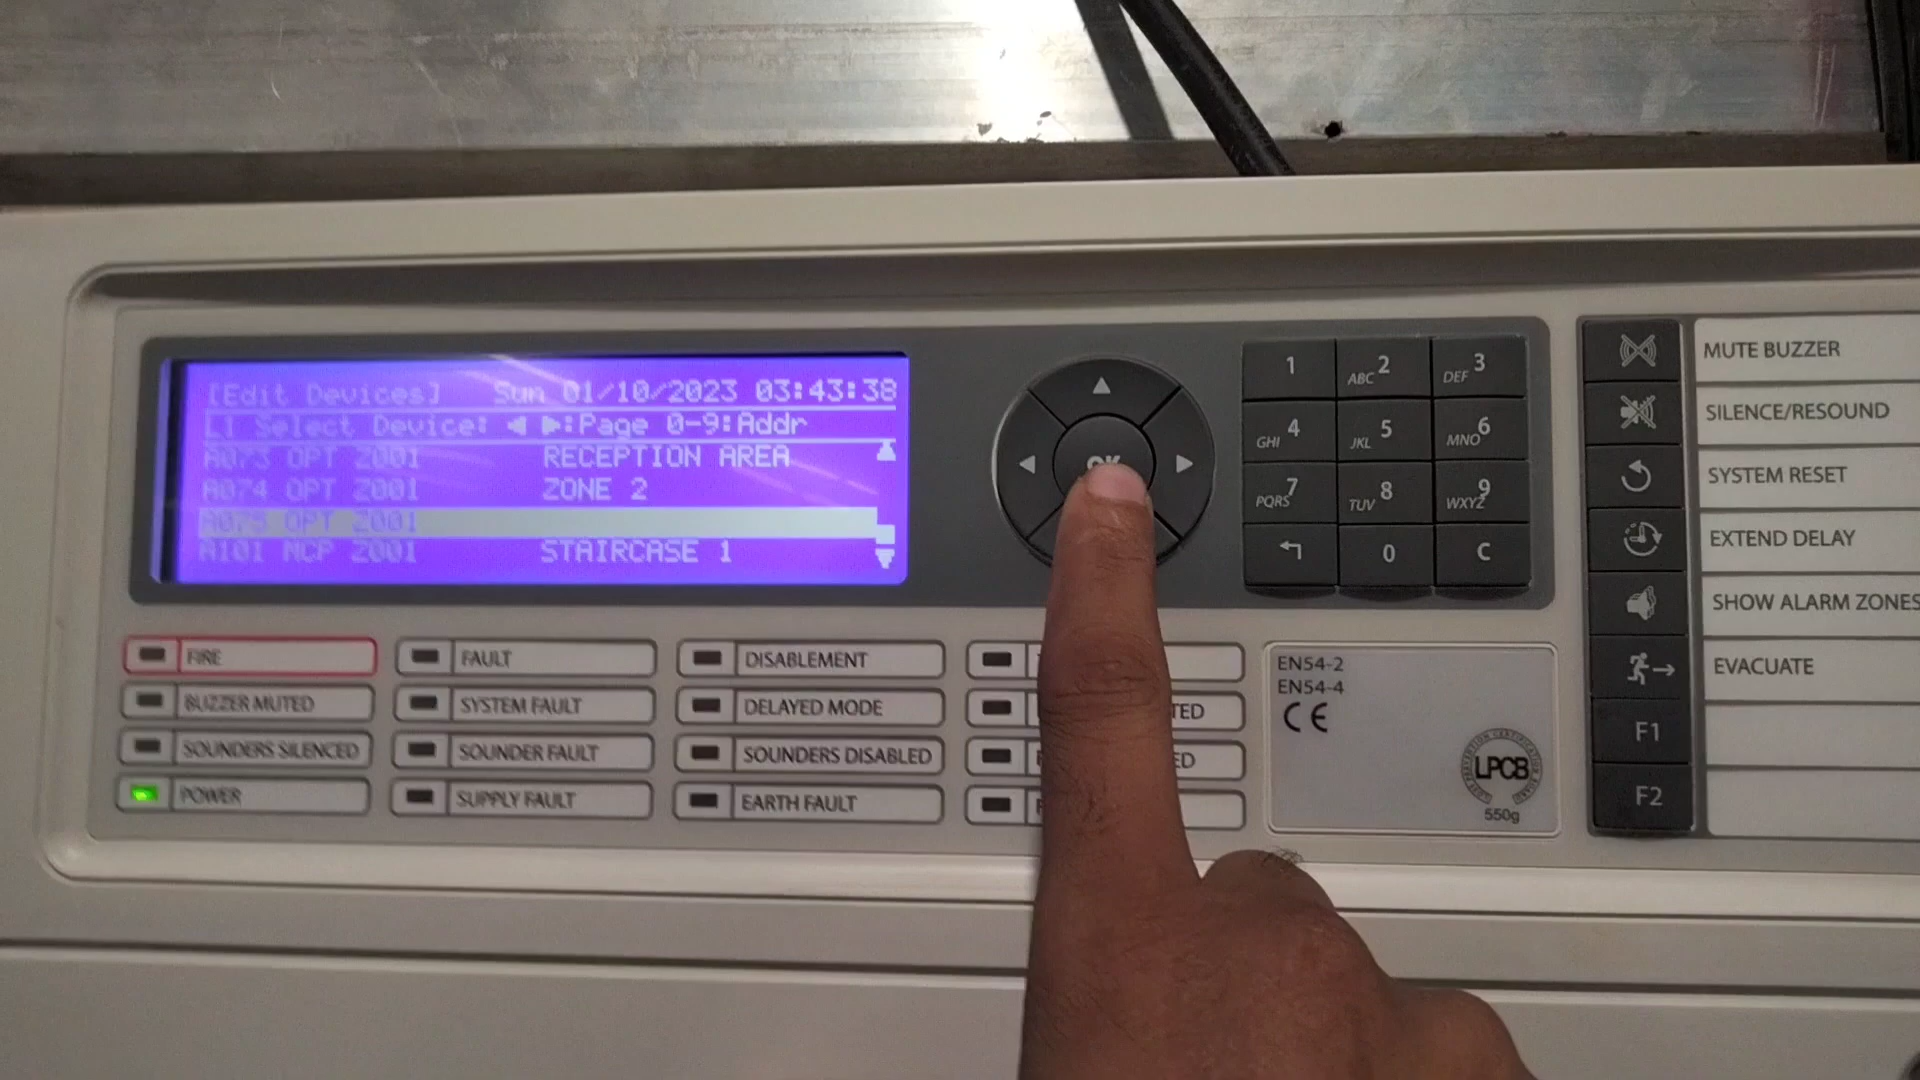 [Edit Devices] Sun 01/10/2023 03:43:38
[] Select Device: ◄ ►:Page 0-9:Addr
A073 OPT Z001 RECEPTION AREA
A074 OPT Z001 ZONE 2
A075 OPT Z001
A101 MCP Z001 STAIRCASE 1
OK
1
ABC 2
DEF 3
GHI 4
JKL 5
MNO 6
PQRS 7
TUV 8
WXYZ 9
0
C
MUTE BUZZER
SILENCE/RESOUND
SYSTEM RESET
EXTEND DELAY
SHOW ALARM ZONES
EVACUATE
F1
F2
FIRE
BUZZER MUTED
SOUNDERS SILENCED
POWER
FAULT
SYSTEM FAULT
SOUNDER FAULT
SUPPLY FAULT
DISABLEMENT
DELAYED MODE
SOUNDERS DISABLED
EARTH FAULT
EN54-2
EN54-4
CE
LPCB
550g